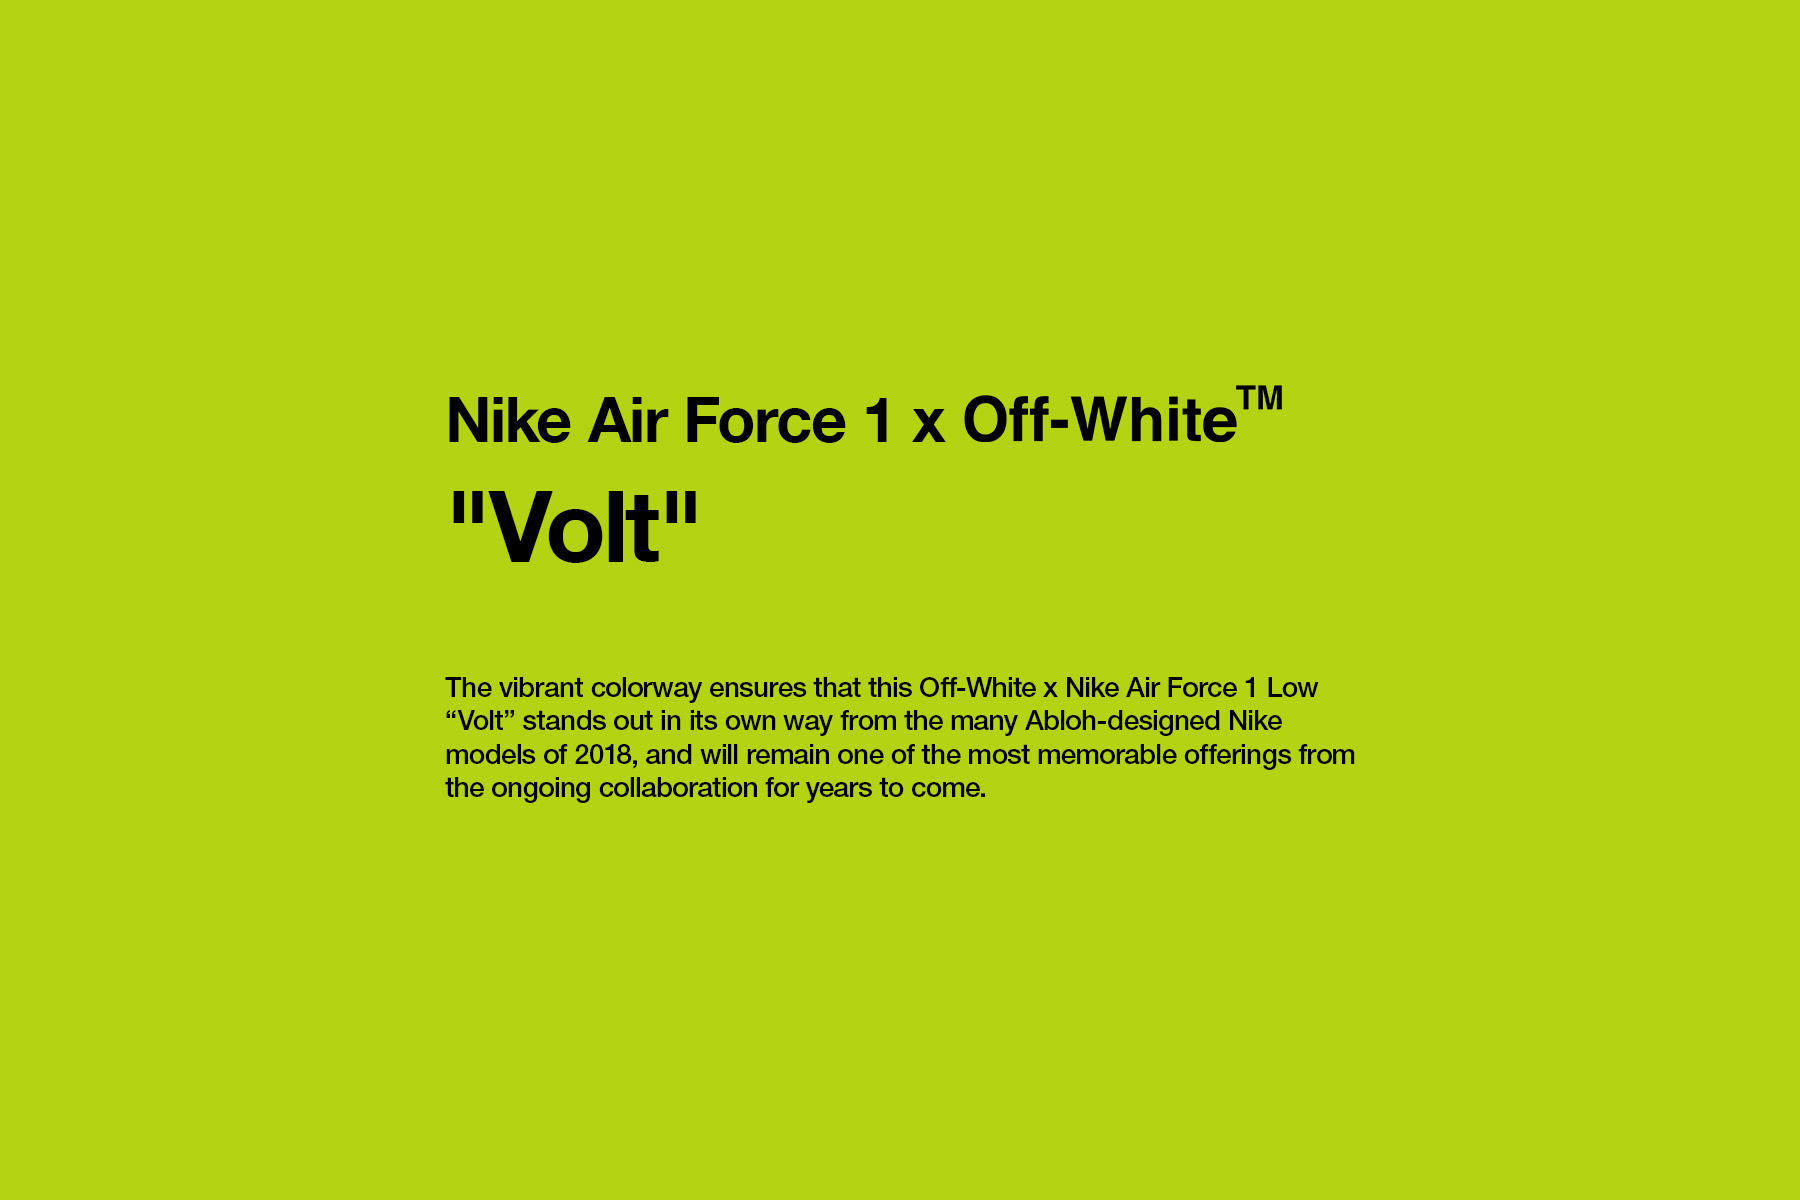 Nike Air Force 1 x Off-White™
"Volt"
The vibrant colorway ensures that this Off-White x Nike Air Force 1 Low
“Volt” stands out in its own way from the many Abloh-designed Nike
models of 2018, and will remain one of the most memorable offerings from
the ongoing collaboration for years to come.